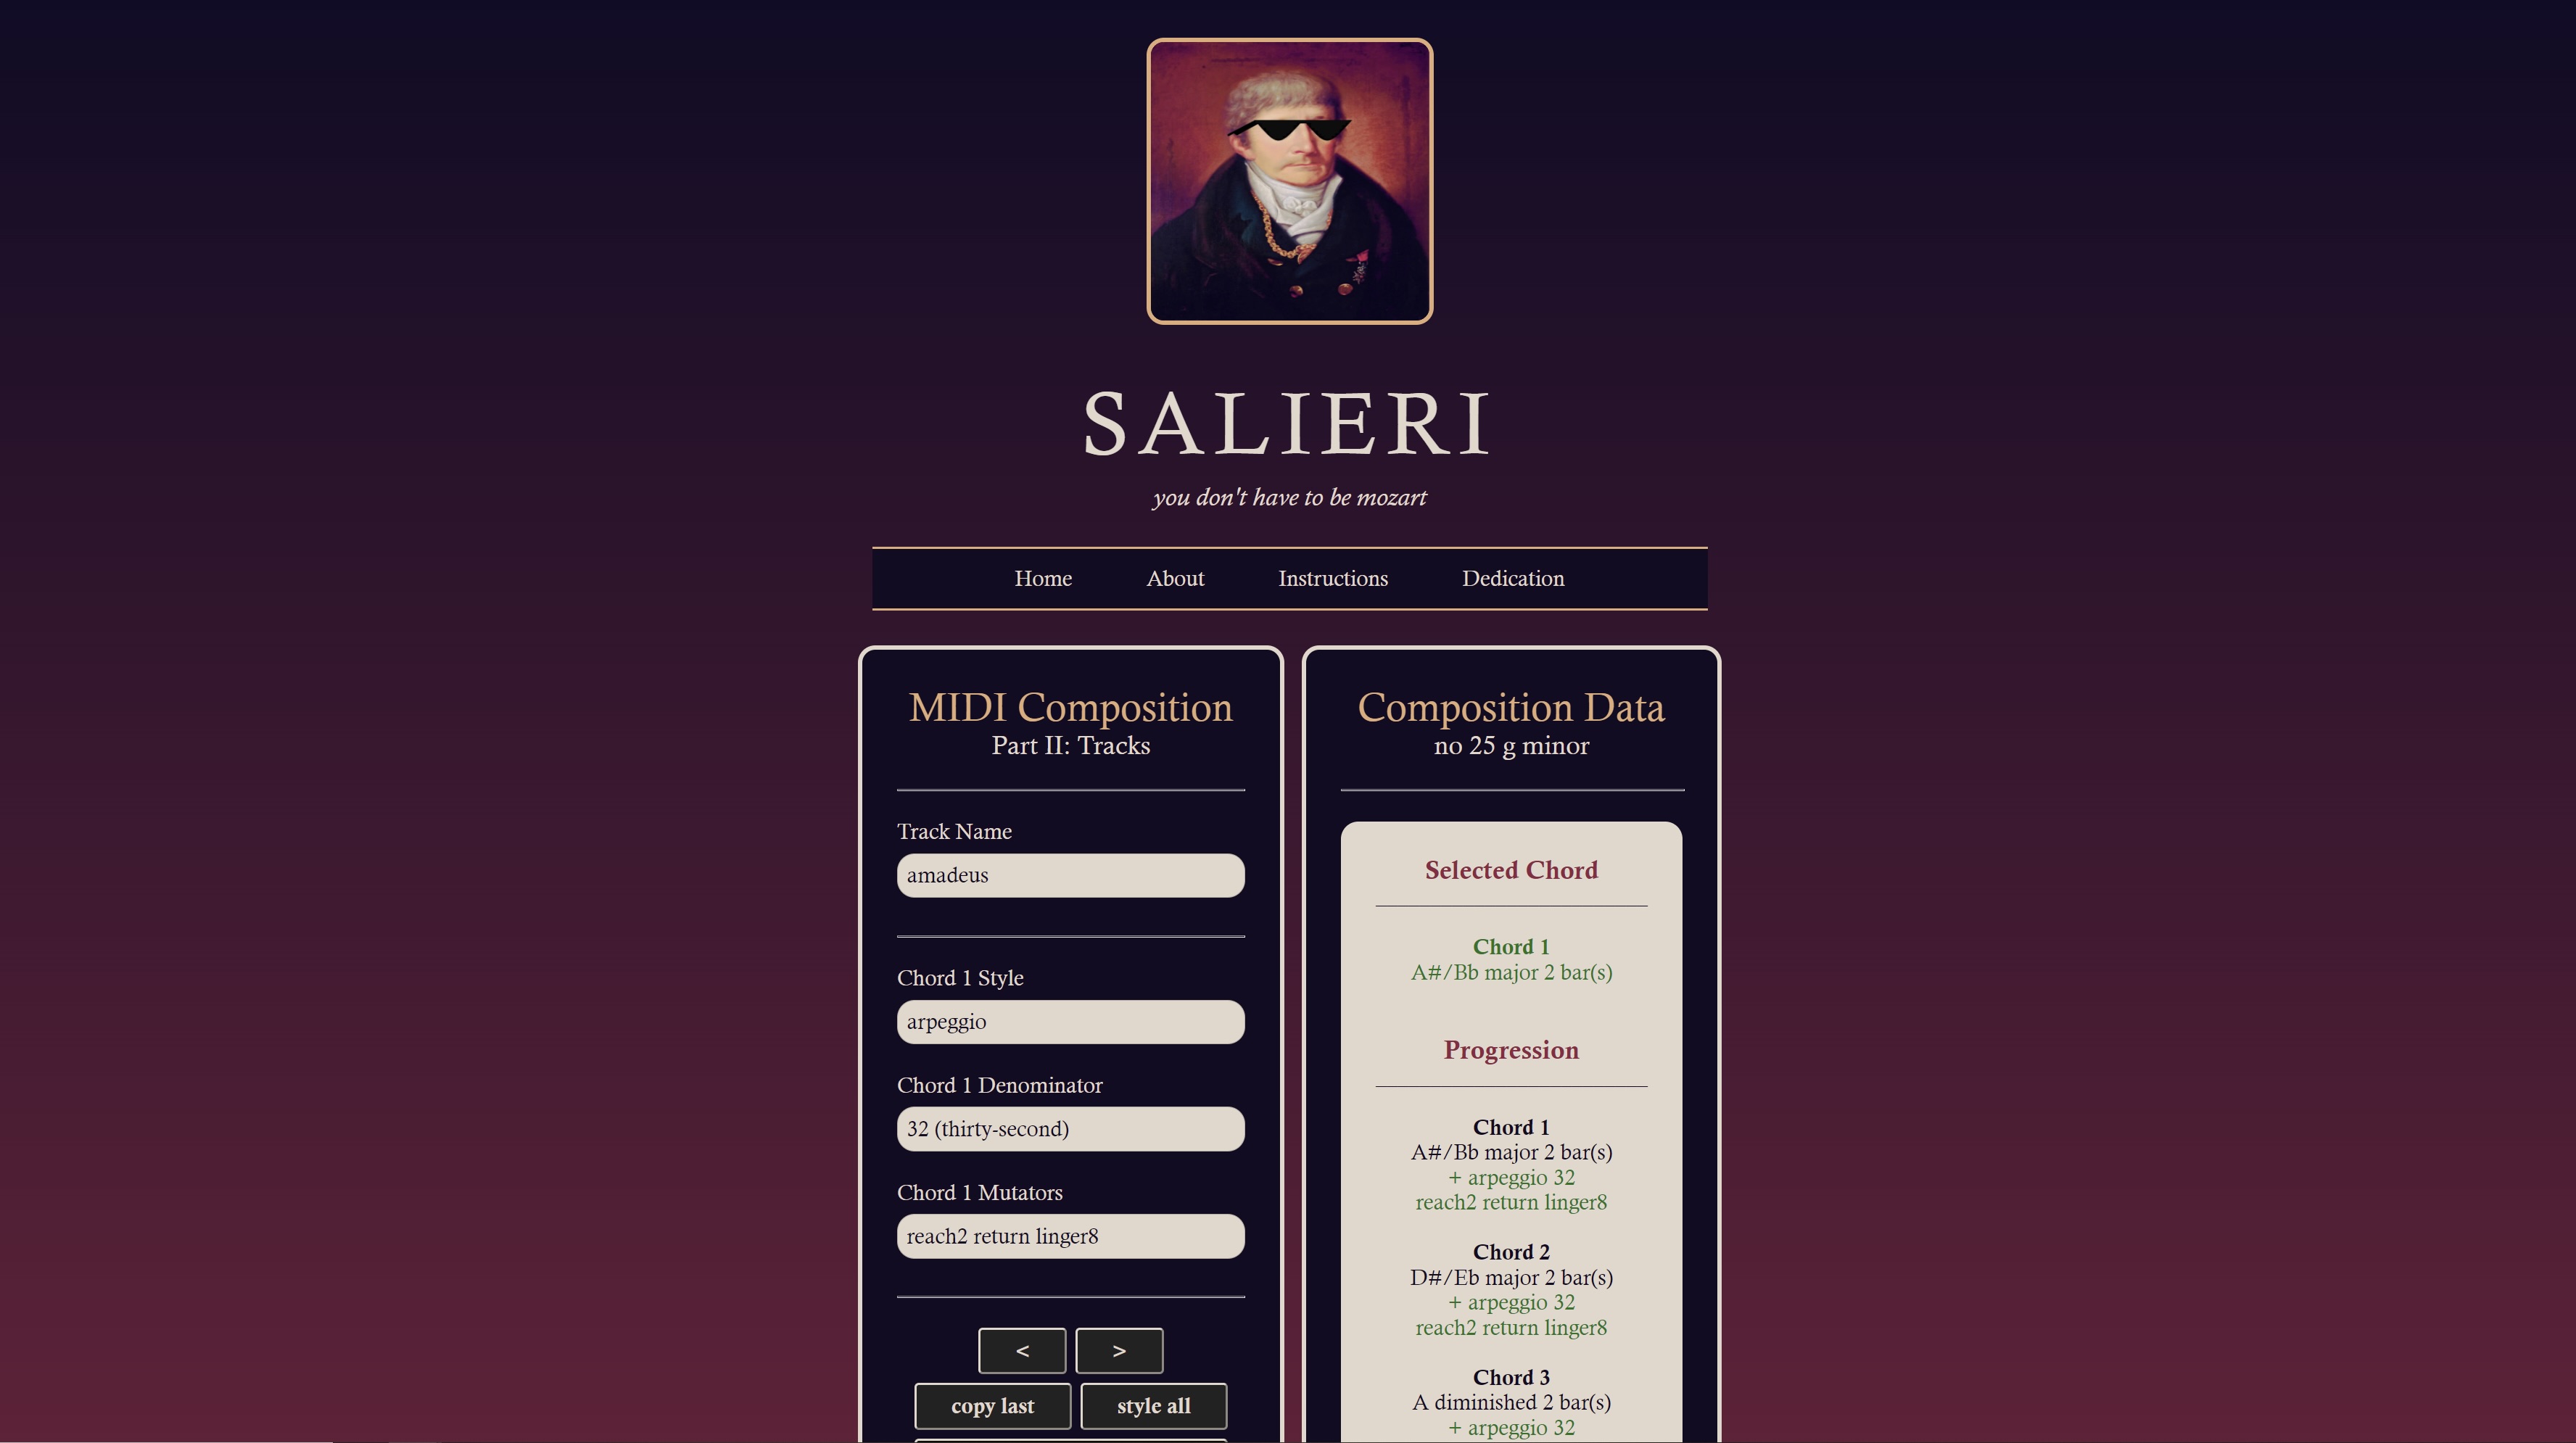 SALIERI
you don't have to be mozart
Home About Instructions Dedication
MIDI Composition
Part II: Tracks
Track Name
amadeus
Chord 1 Style
arpeggio
Chord 1 Denominator
32 (thirty-second)
Chord 1 Mutators
reach2 return linger8
< >
copy last style all
Composition Data
no 25 g minor
Selected Chord
Chord 1
A#/Bb major 2 bar(s)
Progression
Chord 1
A#/Bb major 2 bar(s)
+ arpeggio 32
reach2 return linger8
Chord 2
D#/Eb major 2 bar(s)
+ arpeggio 32
reach2 return linger8
Chord 3
A diminished 2 bar(s)
+ arpeggio 32